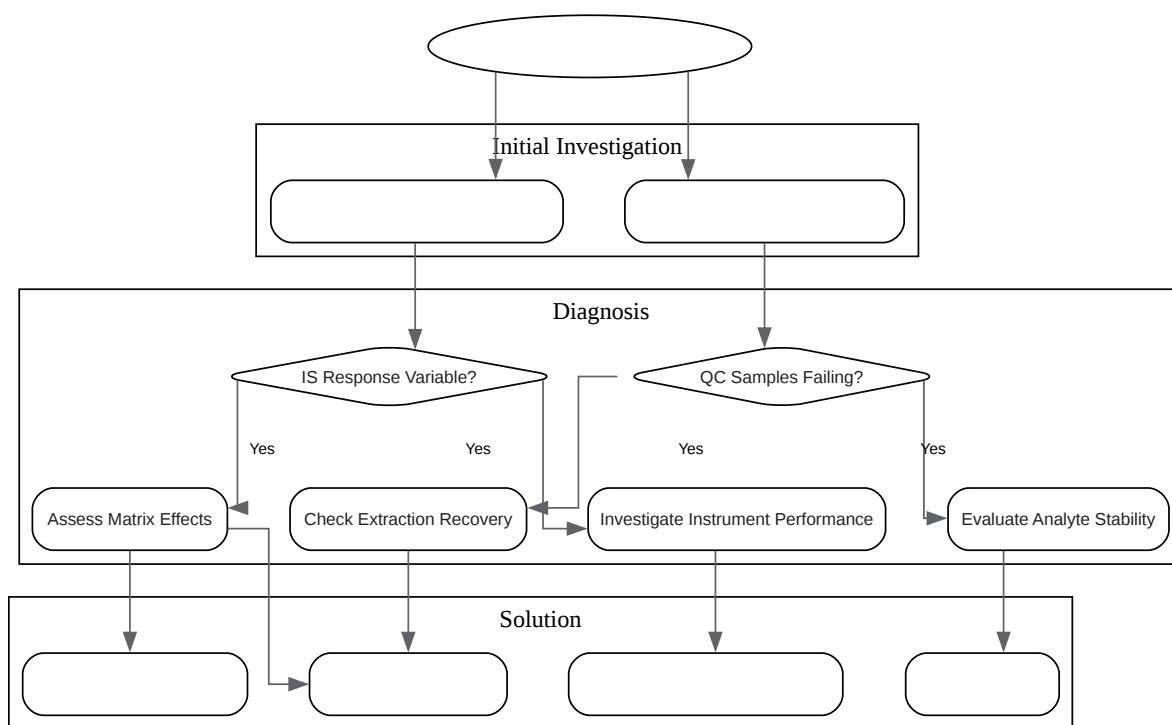 Initial Investigation
Diagnosis
IS Response Variable?
QC Samples Failing?
Yes
Yes
Yes
Yes
Assess Matrix Effects
Check Extraction Recovery
Investigate Instrument Performance
Evaluate Analyte Stability
Solution